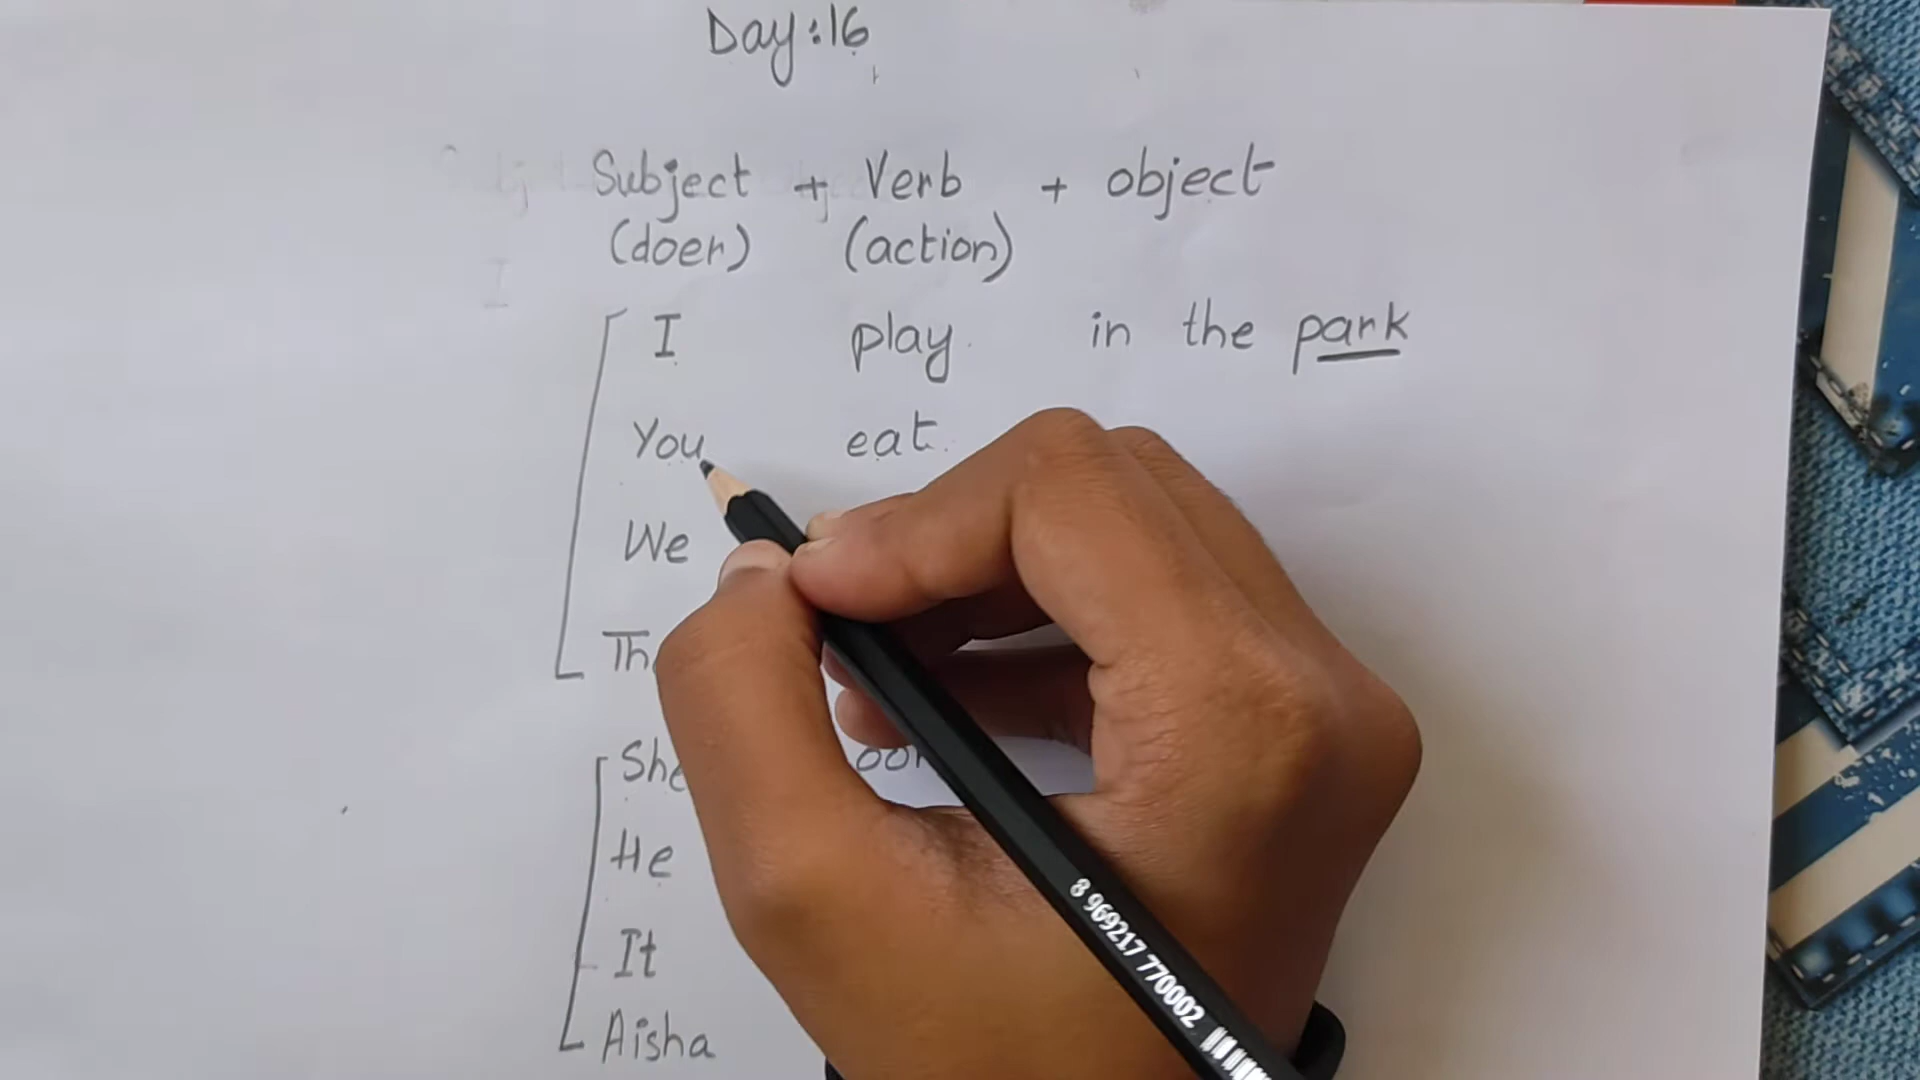 Day:16
Subject + Verb + object
(doer) (action)
I play in the park
You eat
We
She
He
It
Aisha
8 969217 770002